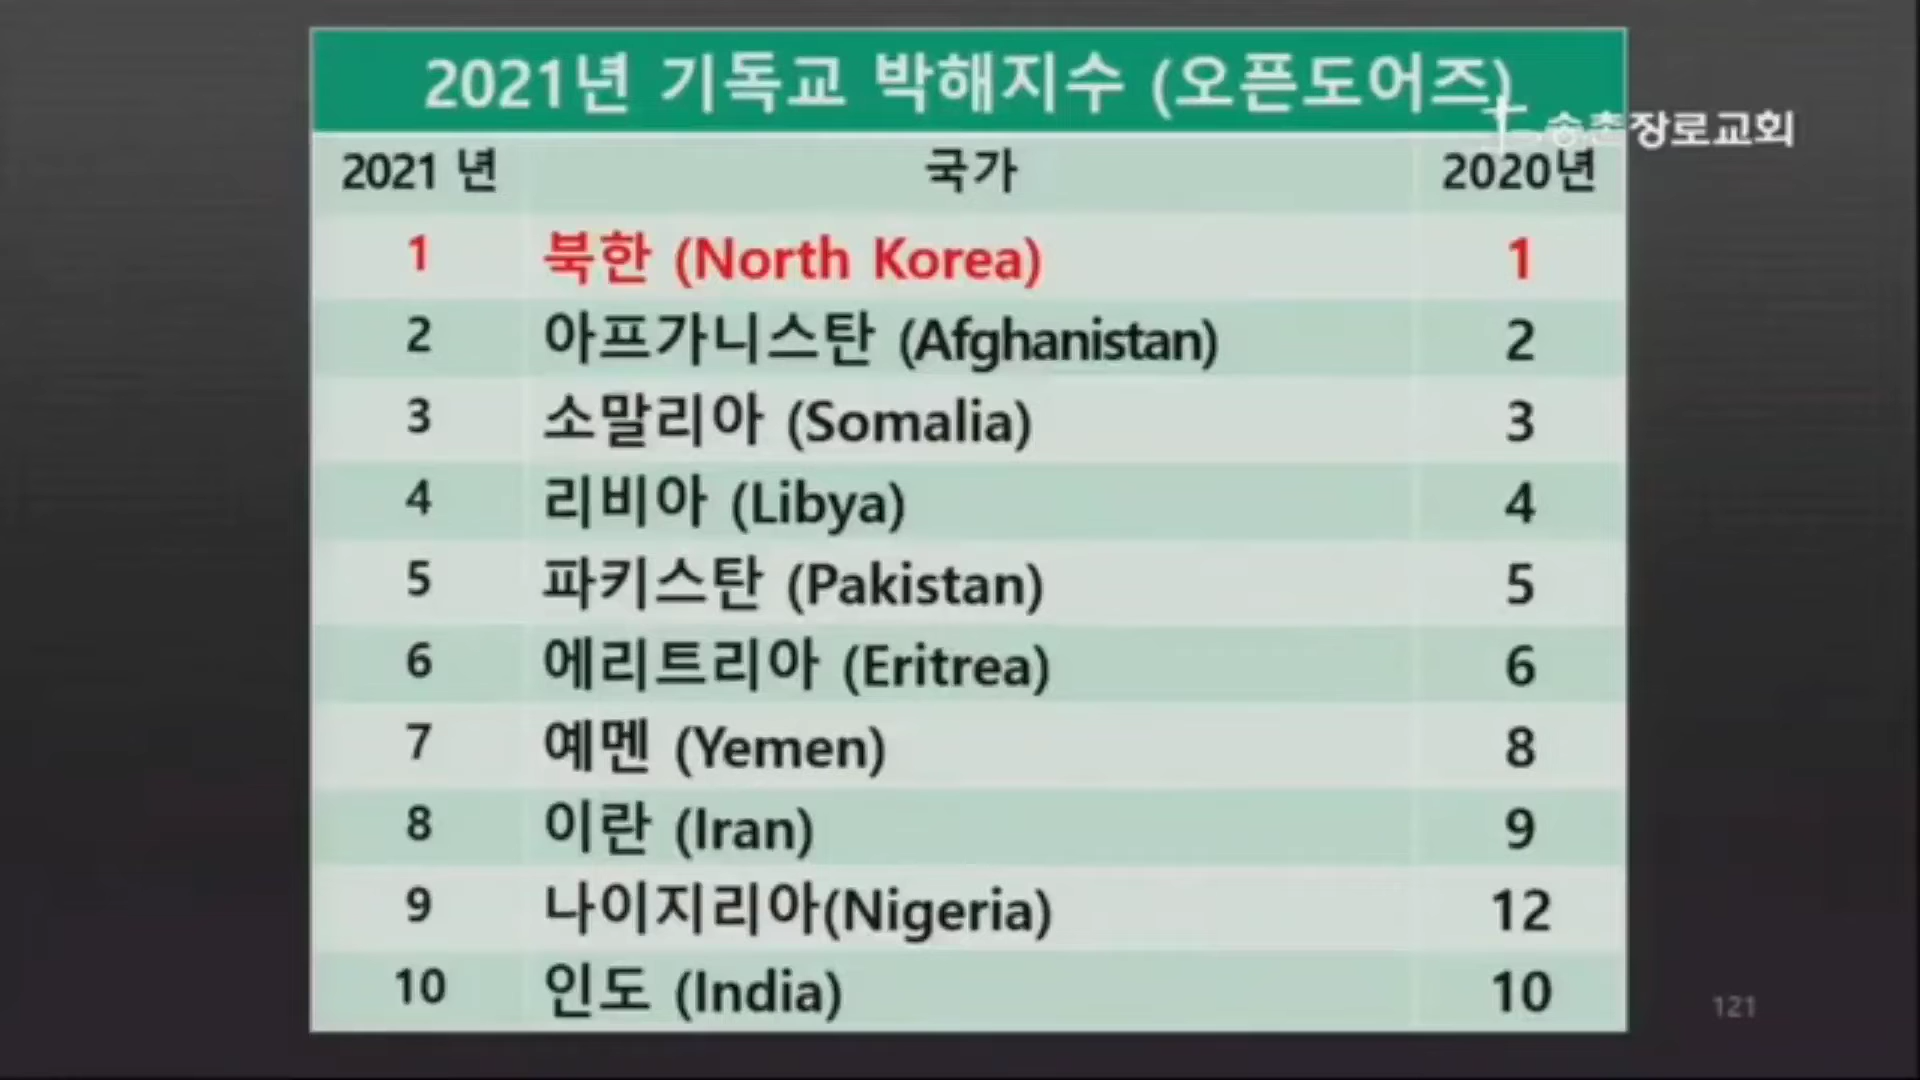 2021년 기독교 박해지수 (오픈도어즈)
송촌장로교회
2021 년 국가 2020년
1 북한 (North Korea) 1
2 아프가니스탄 (Afghanistan) 2
3 소말리아 (Somalia) 3
4 리비아 (Libya) 4
5 파키스탄 (Pakistan) 5
6 에리트리아 (Eritrea) 6
7 예멘 (Yemen) 8
8 이란 (Iran) 9
9 나이지리아(Nigeria) 12
10 인도 (India) 10
121